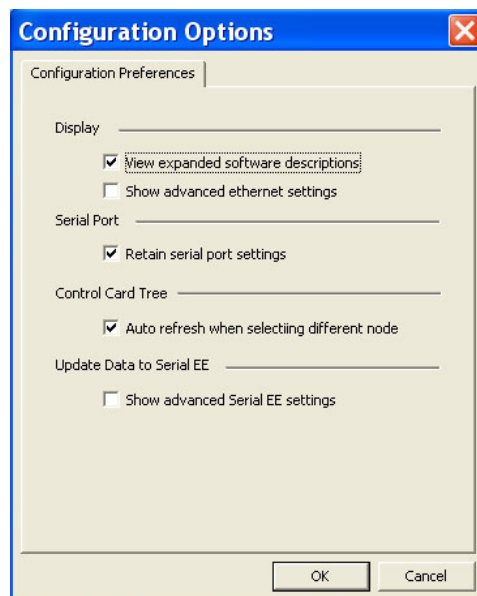 Configuration Options
Configuration Preferences
Display
View expanded software descriptions
Show advanced ethernet settings
Serial Port
Retain serial port settings
Control Card Tree
Auto refresh when selectiing different node
Update Data to Serial EE
Show advanced Serial EE settings
OK Cancel